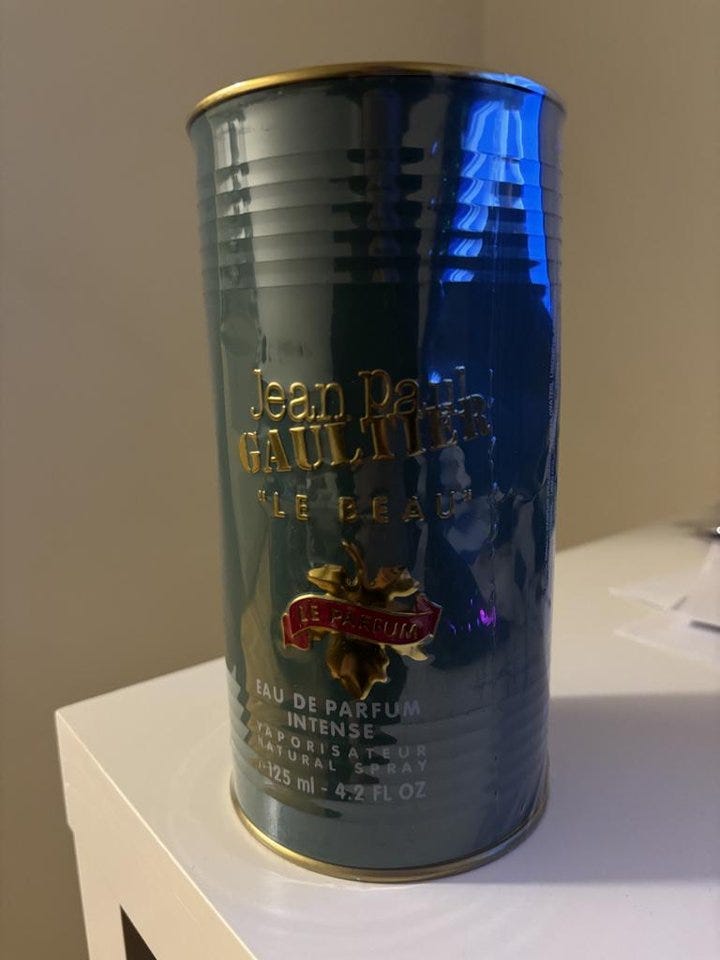 Jean Paul
GAULTIER
"LE BEAU"
LE PARFUM
EAU DE PARFUM
INTENSE
VAPORISATEUR
NATURAL SPRAY
125 ml - 4.2 FL OZ